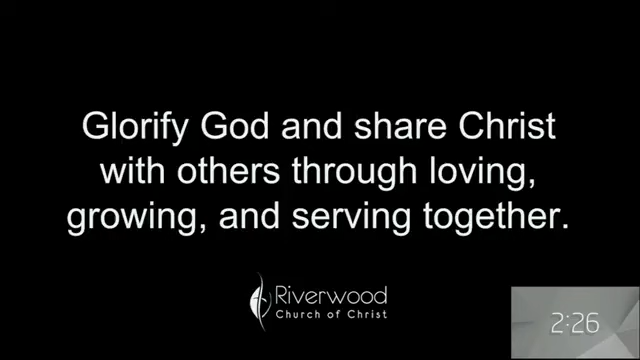 Glorify God and share Christ
with others through loving,
growing, and serving together.
Riverwood
Church of Christ
2:26